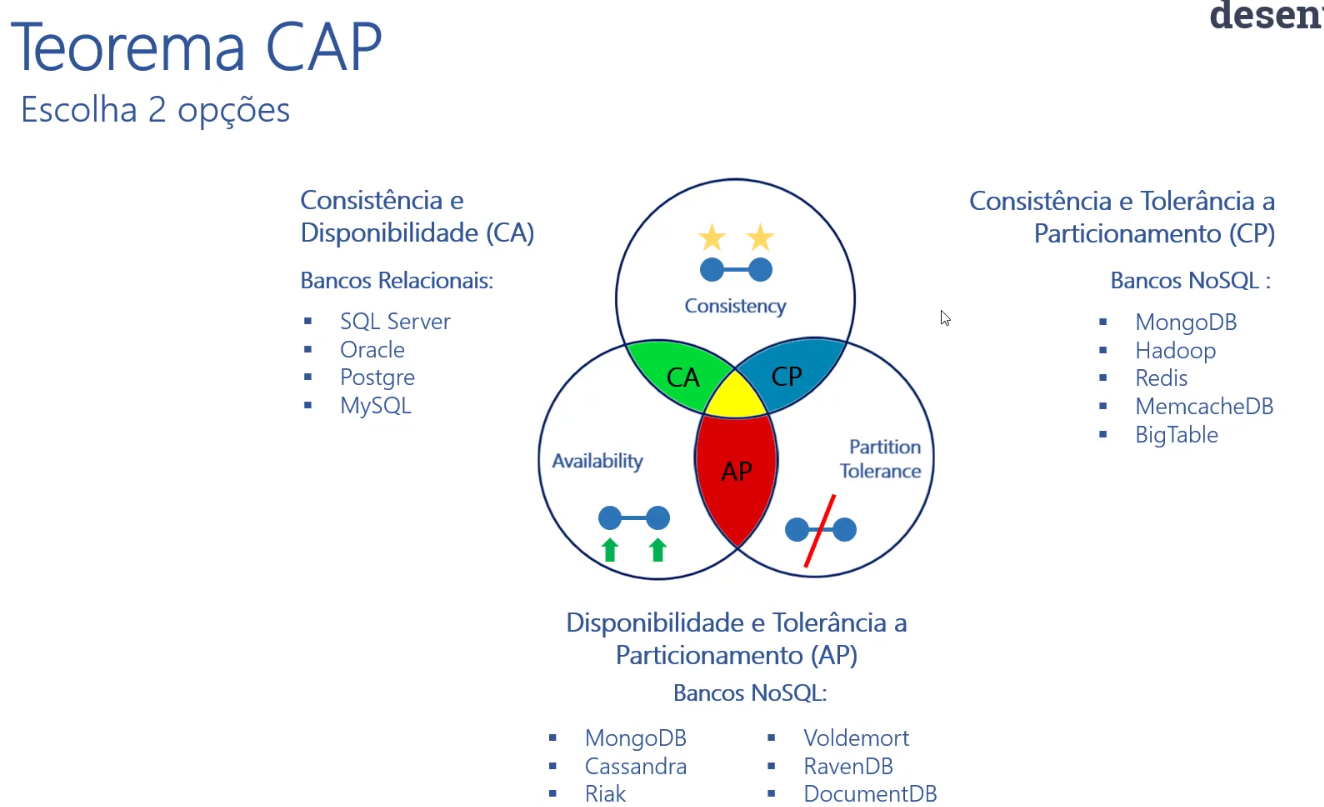 desen
Teorema CAP
Escolha 2 opções
Consistência e
Disponibilidade (CA)
Bancos Relacionais:
▪ SQL Server
▪ Oracle
▪ Postgre
▪ MySQL
Consistency
CA
CP
AP
Availability
Partition
Tolerance
Consistência e Tolerância a
Particionamento (CP)
Bancos NoSQL :
▪ MongoDB
▪ Hadoop
▪ Redis
▪ MemcacheDB
▪ BigTable
Disponibilidade e Tolerância a
Particionamento (AP)
Bancos NoSQL:
▪ MongoDB
▪ Cassandra
▪ Riak
▪ Voldemort
▪ RavenDB
▪ DocumentDB